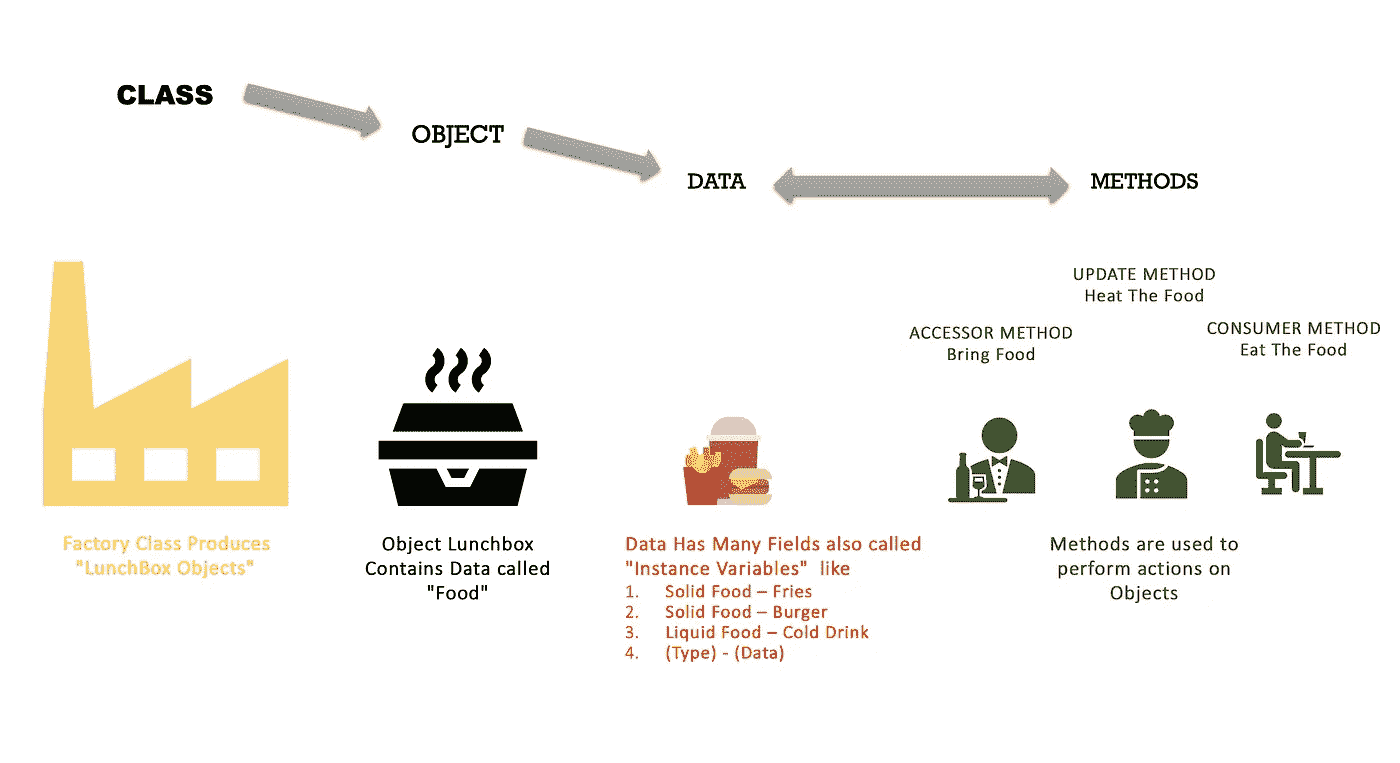 CLASS
OBJECT
DATA
METHODS
UPDATE METHOD
Heat The Food
ACCESSOR METHOD
Bring Food
CONSUMER METHOD
Eat The Food
Factory Class Produces
"LunchBox Objects"
Object Lunchbox
Contains Data called
"Food"
Data Has Many Fields also called
"Instance Variables" like
1. Solid Food – Fries
2. Solid Food – Burger
3. Liquid Food – Cold Drink
4. (Type) - (Data)
Methods are used to
perform actions on
Objects